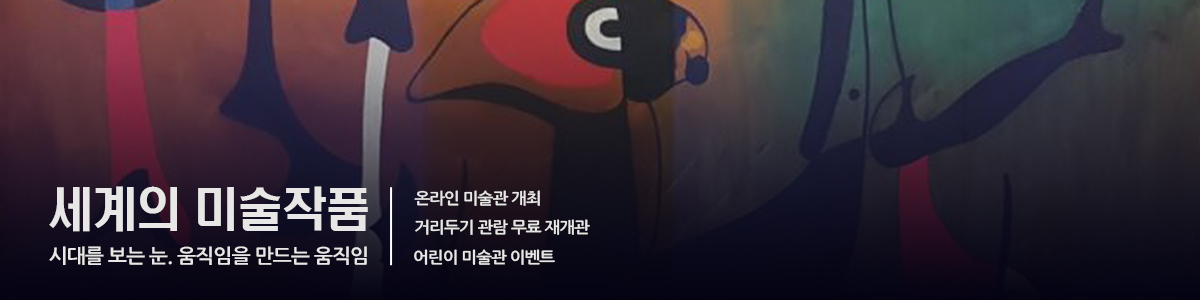 세계의 미술작품
시대를 보는 눈. 움직임을 만드는 움직임
온라인 미술관 개최
거리두기 관람 무료 재개관
어린이 미술관 이벤트